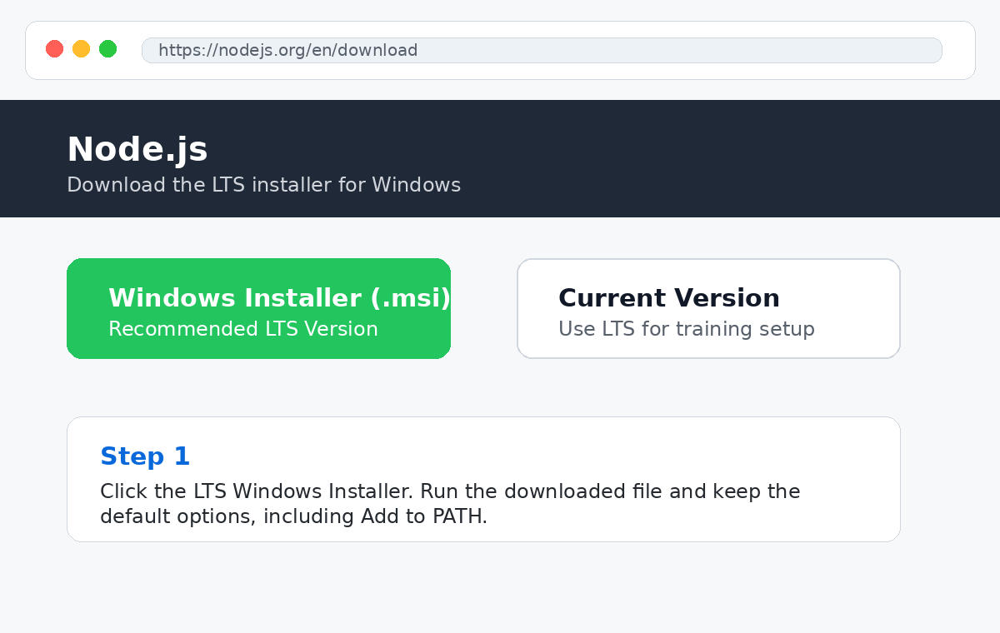 https://nodejs.org/en/download
Node.js
Download the LTS installer for Windows
Windows Installer (.msi)
Recommended LTS Version
Current Version
Use LTS for training setup
Step 1
Click the LTS Windows Installer. Run the downloaded file and keep the
default options, including Add to PATH.